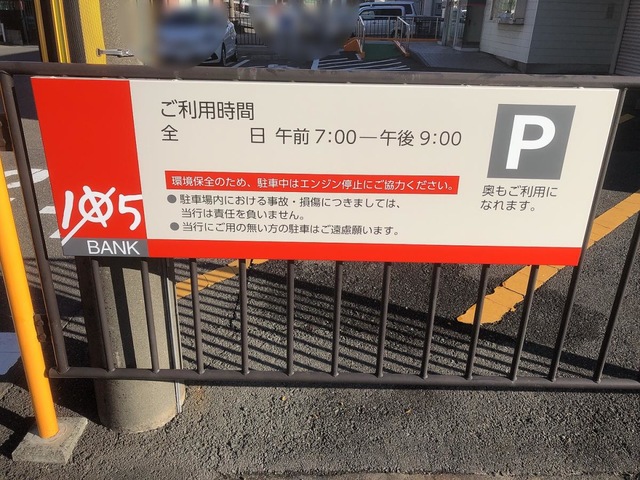 ご利用時間
全 日 午前 7:00―午後 9:00
環境保全のため、駐車中はエンジン停止にご協力ください。
●駐車場内における事故・損傷につきましては、
当行は責任を負いません。
●当行にご用の無い方の駐車はご遠慮願います。
P
奥もご利用に
なれます。
105
BANK